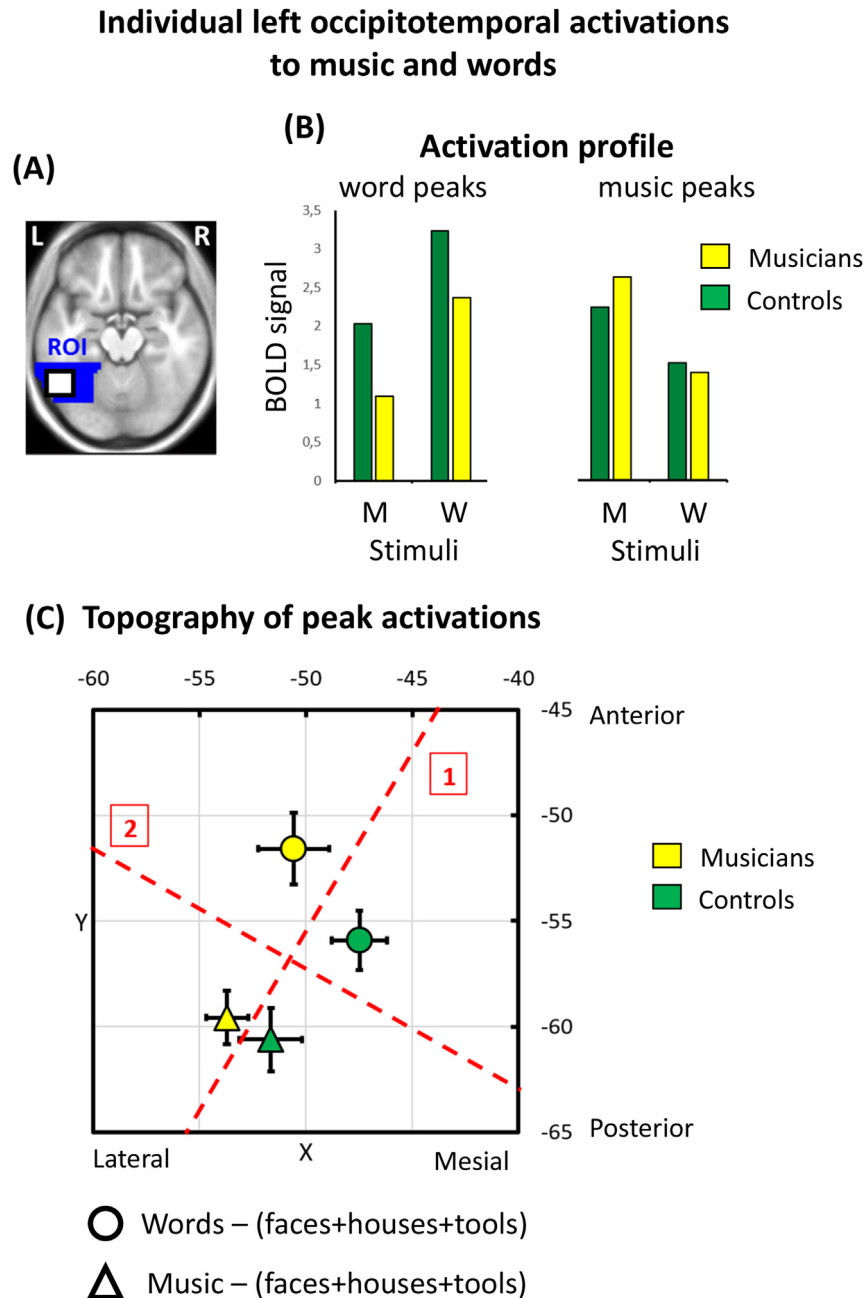 Individual left occipitotemporal activations
to music and words
(A)
L R
ROI
(B)
Activation profile
word peaks music peaks
BOLD signal
3,5
3
2,5
2
1,5
1
0,5
0
M W
Stimuli
M W
Stimuli
Musicians
Controls
(C) Topography of peak activations
-60 -55 -50 -45 -40
-45 Anterior
-50
-55
-60
-65 Posterior
1
2
Y
Lateral X Mesial
Musicians
Controls
Words – (faces+houses+tools)
Music – (faces+houses+tools)